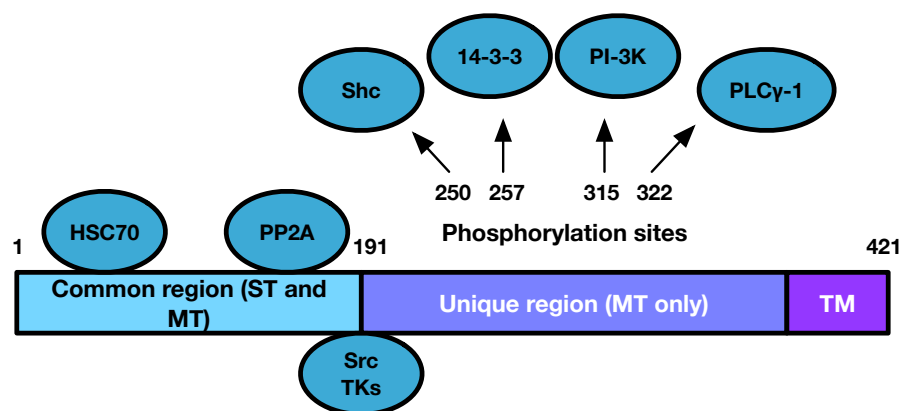 14-3-3
PI-3K
Shc
PLCγ-1
250
257
315
322
HSC70
PP2A
Phosphorylation sites
1
191
421
Common region (ST and
MT)
Unique region (MT only)
TM
Src
TKs